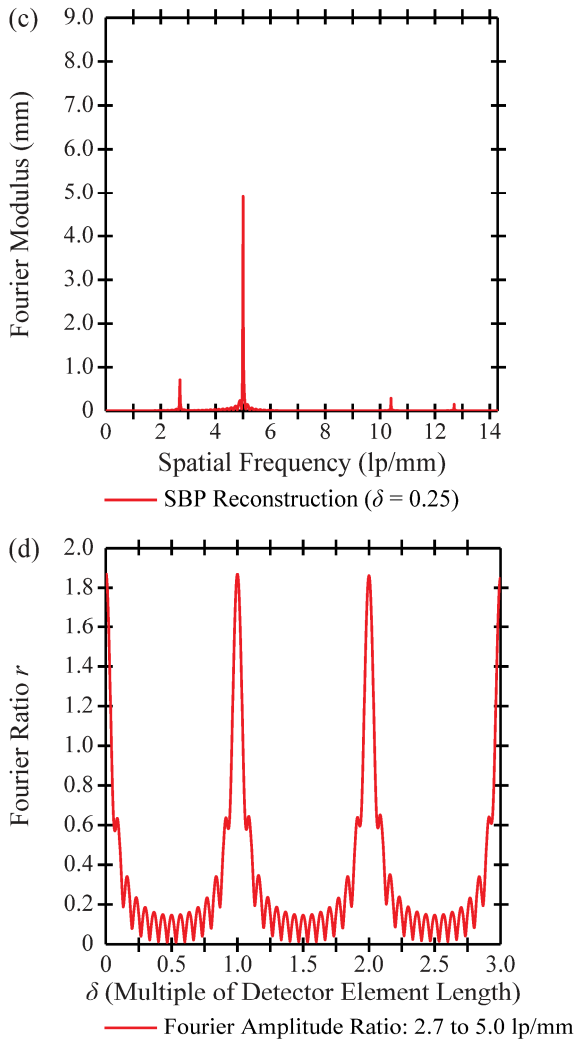 (c)
Fourier Modulus (mm)
9.0
8.0
7.0
6.0
5.0
4.0
3.0
2.0
1.0
0
0 2 4 6 8 10 12 14
Spatial Frequency (lp/mm)
SBP Reconstruction (δ = 0.25)
(d)
Fourier Ratio r
2.0
1.8
1.6
1.4
1.2
1.0
0.8
0.6
0.4
0.2
0
0 0.5 1.0 1.5 2.0 2.5 3.0
δ (Multiple of Detector Element Length)
Fourier Amplitude Ratio: 2.7 to 5.0 lp/mm